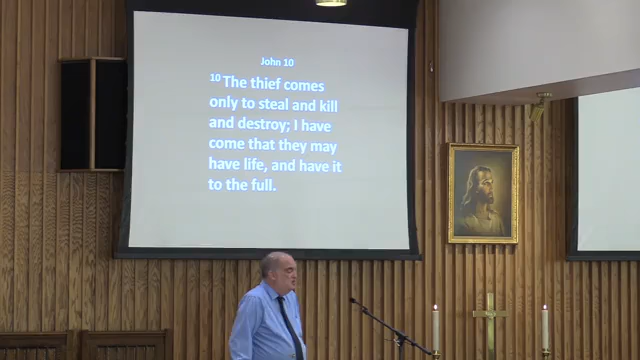 John 10
10 The thief comes
only to steal and kill
and destroy; I have
come that they may
have life, and have it
to the full.